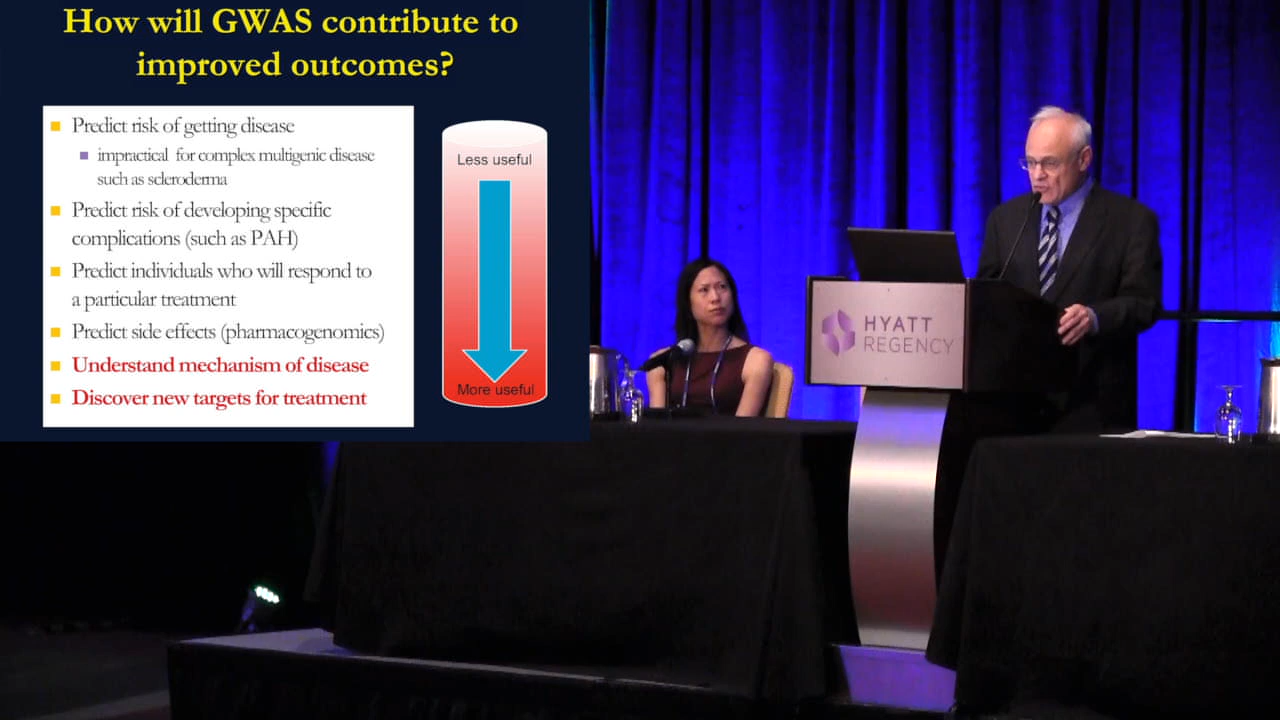 How will GWAS contribute to
improved outcomes?
Predict risk of getting disease
impractical for complex multigenic disease
such as scleroderma
Predict risk of developing specific
complications (such as PAH)
Predict individuals who will respond to
a particular treatment
Predict side effects (pharmacogenomics)
Understand mechanism of disease
Discover new targets for treatment
Less useful
More useful
HYATT
REGENCY